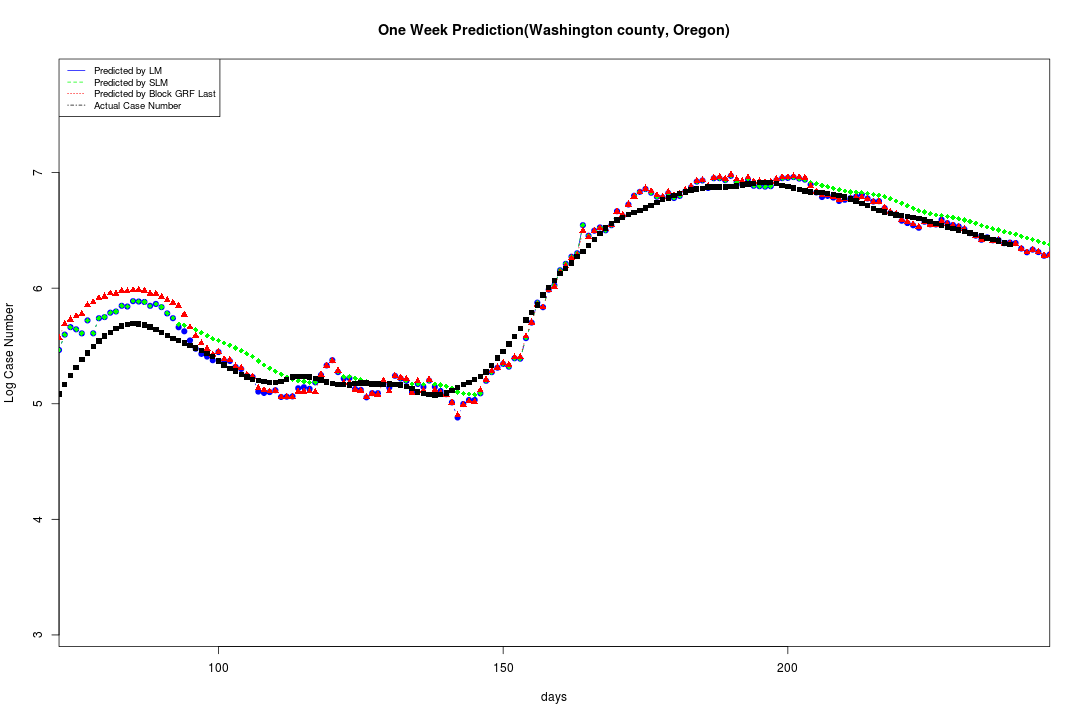 One Week Prediction(Washington county, Oregon)
Predicted by LM
Predicted by SLM
Predicted by Block GRF Last
Actual Case Number
7
6
5
4
3
Log Case Number
100 150 200
days